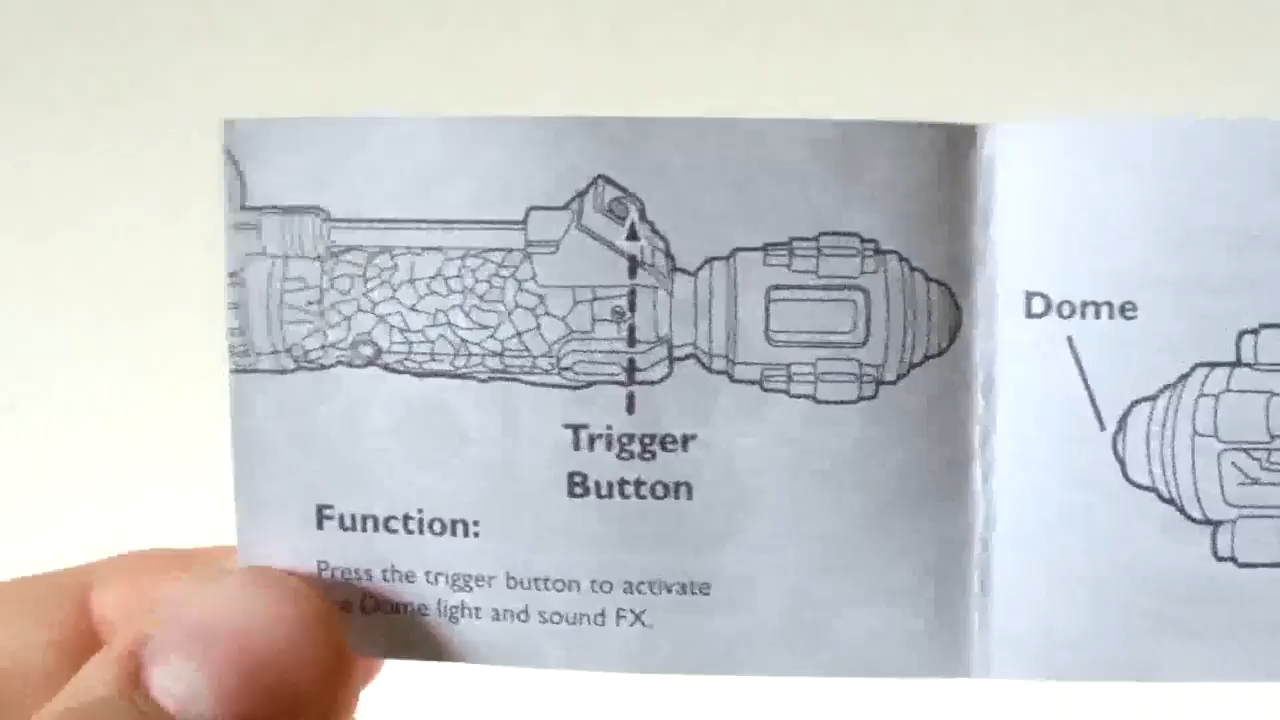 Trigger
Button
Function:
Press the trigger button to activate
Dome light and sound FX.
Dome